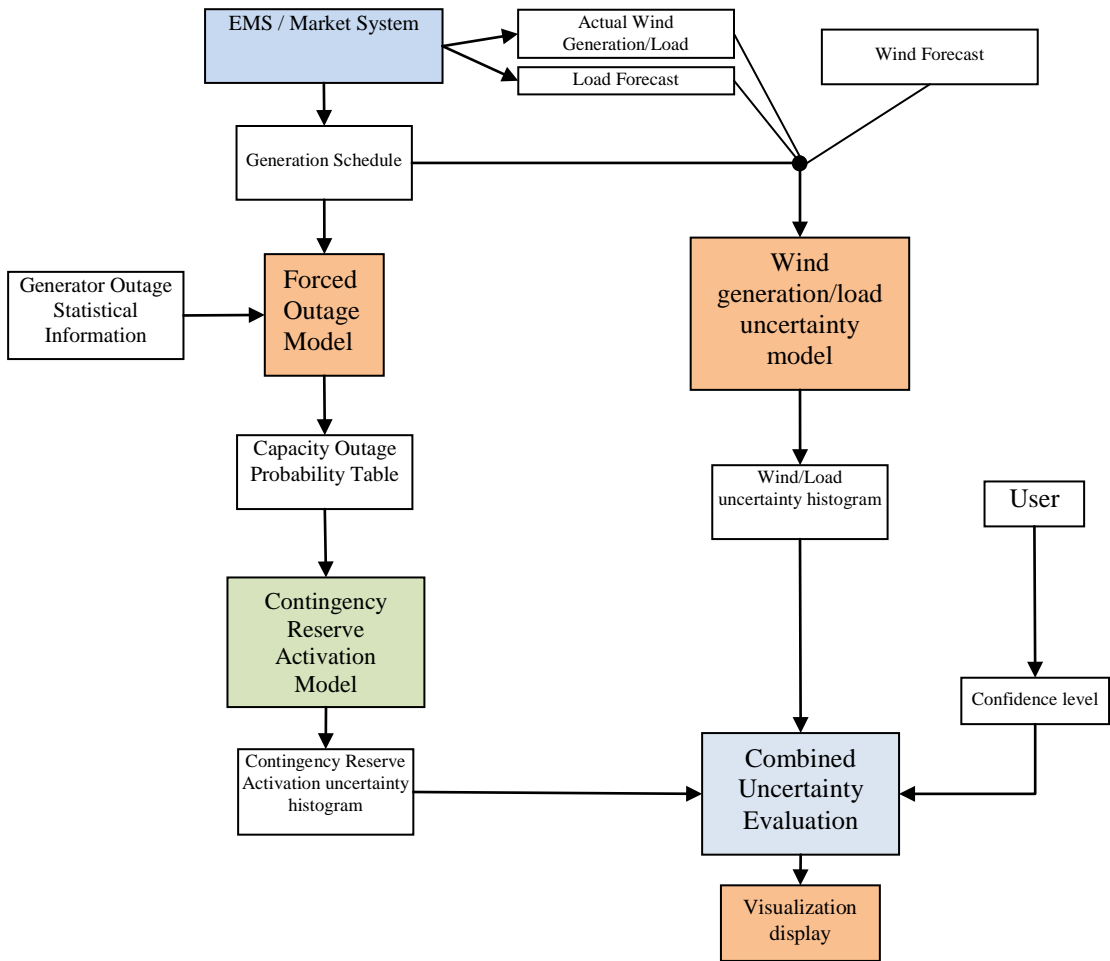 EMS / Market System
Actual Wind
Generation/Load
Load Forecast
Wind Forecast
Generation Schedule
Generator Outage
Statistical
Information
Forced
Outage
Model
Wind
generation/load
uncertainty
model
Capacity Outage
Probability Table
Wind/Load
uncertainty histogram
User
Contingency
Reserve
Activation
Model
Confidence level
Contingency Reserve
Activation uncertainty
histogram
Combined
Uncertainty
Evaluation
Visualization
display